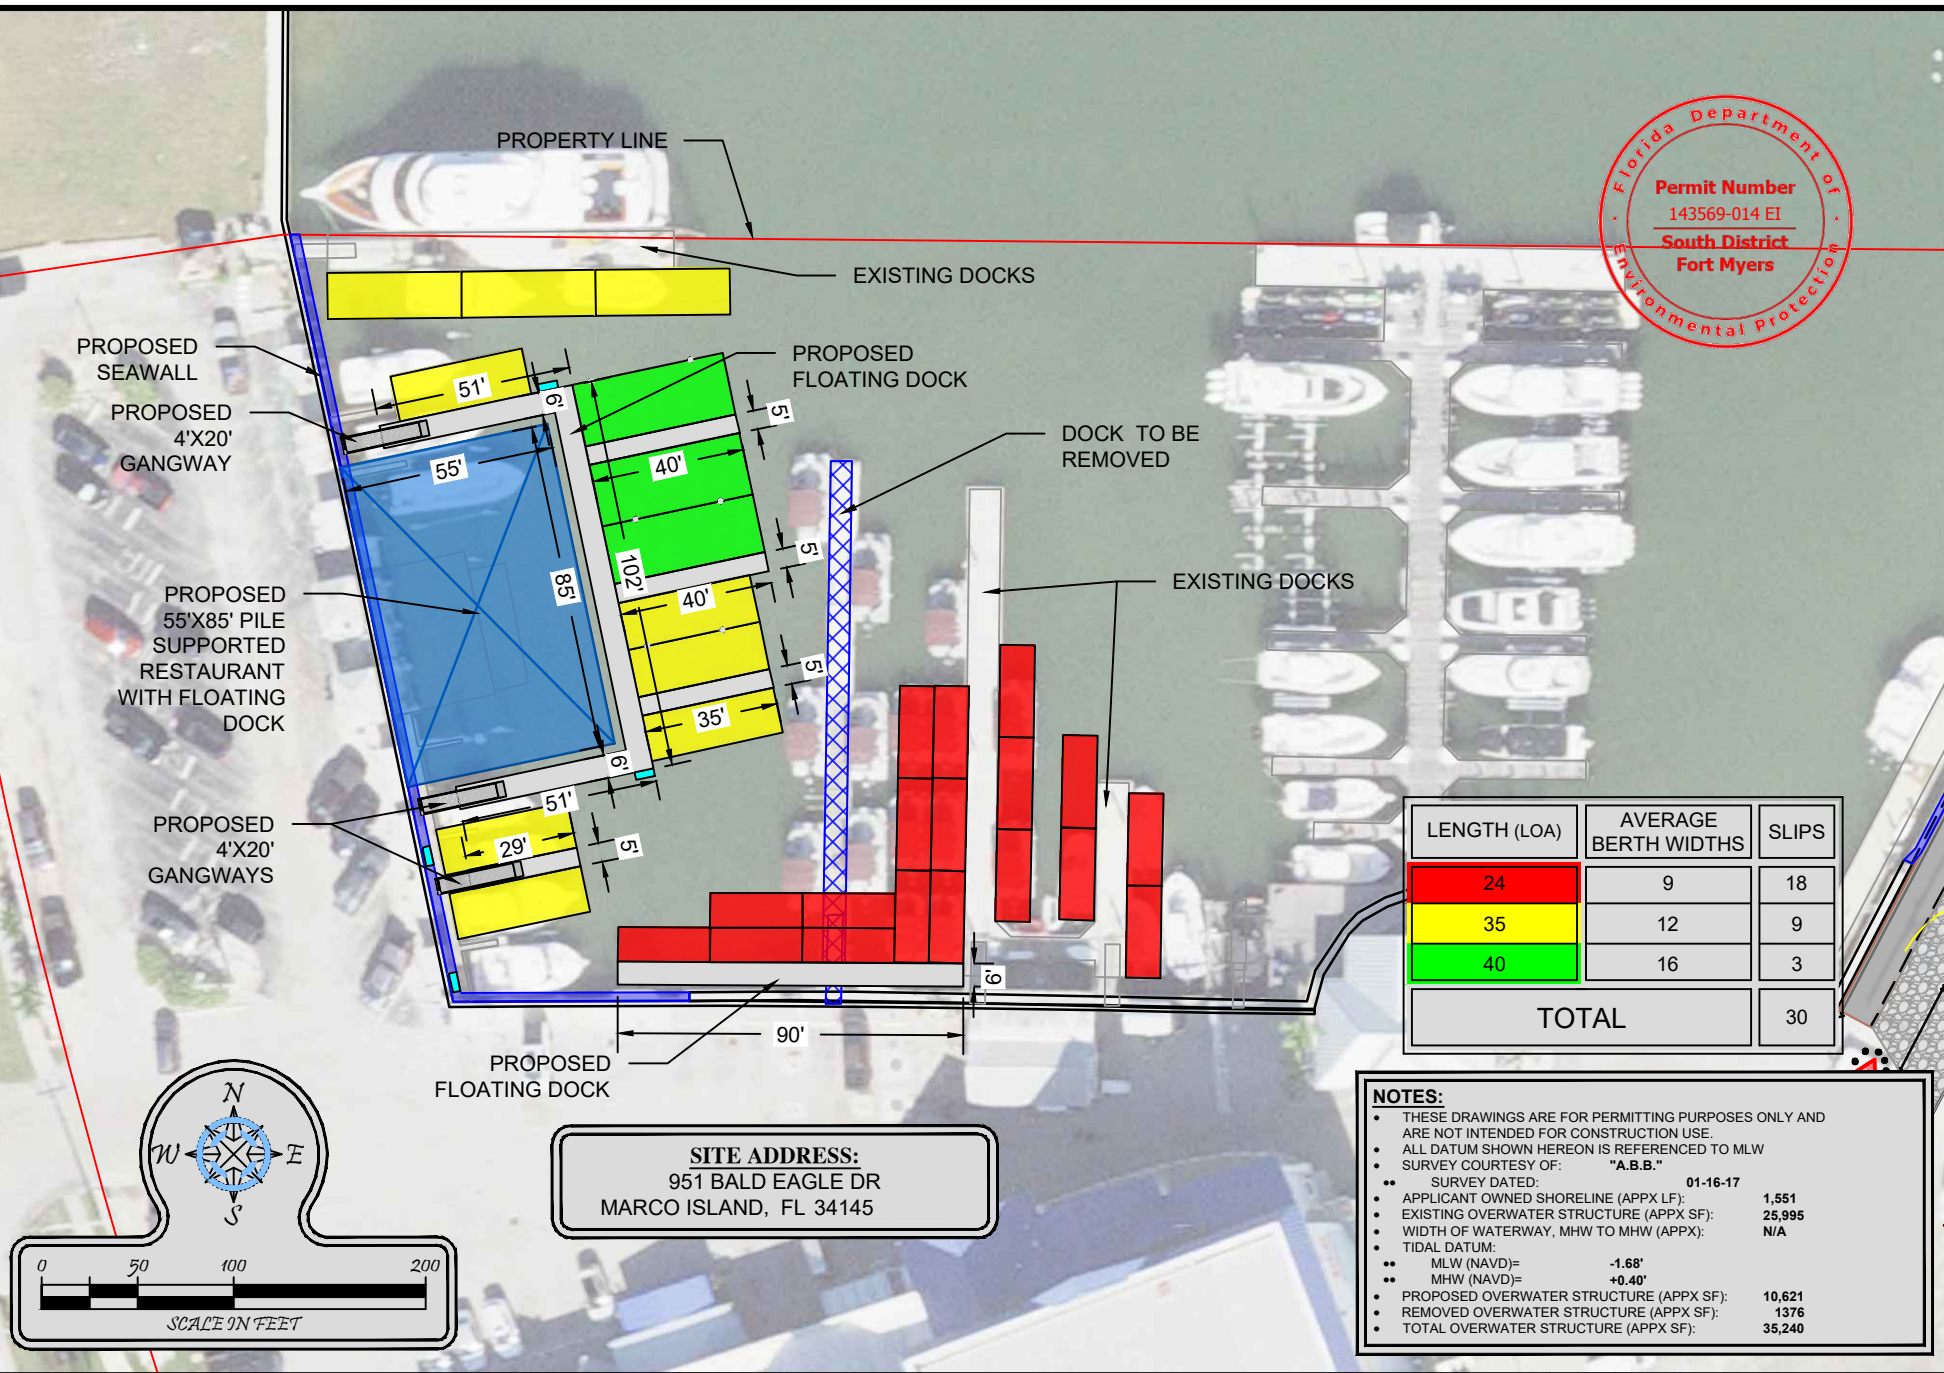 PROPERTY LINE
EXISTING DOCKS
Florida Department of
Environmental Protection
Permit Number
143569-014 EI
South District
Fort Myers
PROPOSED
SEAWALL
PROPOSED
4'X20'
GANGWAY
PROPOSED
FLOATING DOCK
DOCK TO BE
REMOVED
EXISTING DOCKS
PROPOSED
55'X85' PILE
SUPPORTED
RESTAURANT
WITH FLOATING
DOCK
PROPOSED
4'X20'
GANGWAYS
51'
6'
5'
55'
40'
5'
102'
85'
40'
5'
35'
6'
51'
29'
5'
6'
90'
PROPOSED
FLOATING DOCK
LENGTH (LOA) AVERAGE BERTH WIDTHS SLIPS
24 9 18
35 12 9
40 16 3
TOTAL 30
N
W E
S
0 50 100 200
SCALE IN FEET
SITE ADDRESS:
951 BALD EAGLE DR
MARCO ISLAND, FL 34145
NOTES:
• THESE DRAWINGS ARE FOR PERMITTING PURPOSES ONLY AND
ARE NOT INTENDED FOR CONSTRUCTION USE.
• ALL DATUM SHOWN HEREON IS REFERENCED TO MLW
• SURVEY COURTESY OF: "A.B.B."
•• SURVEY DATED: 01-16-17
• APPLICANT OWNED SHORELINE (APPX LF): 1,551
• EXISTING OVERWATER STRUCTURE (APPX SF): 25,995
• WIDTH OF WATERWAY, MHW TO MHW (APPX): N/A
• TIDAL DATUM:
•• MLW (NAVD)= -1.68'
•• MHW (NAVD)= +0.40'
• PROPOSED OVERWATER STRUCTURE (APPX SF): 10,621
• REMOVED OVERWATER STRUCTURE (APPX SF): 1376
• TOTAL OVERWATER STRUCTURE (APPX SF): 35,240